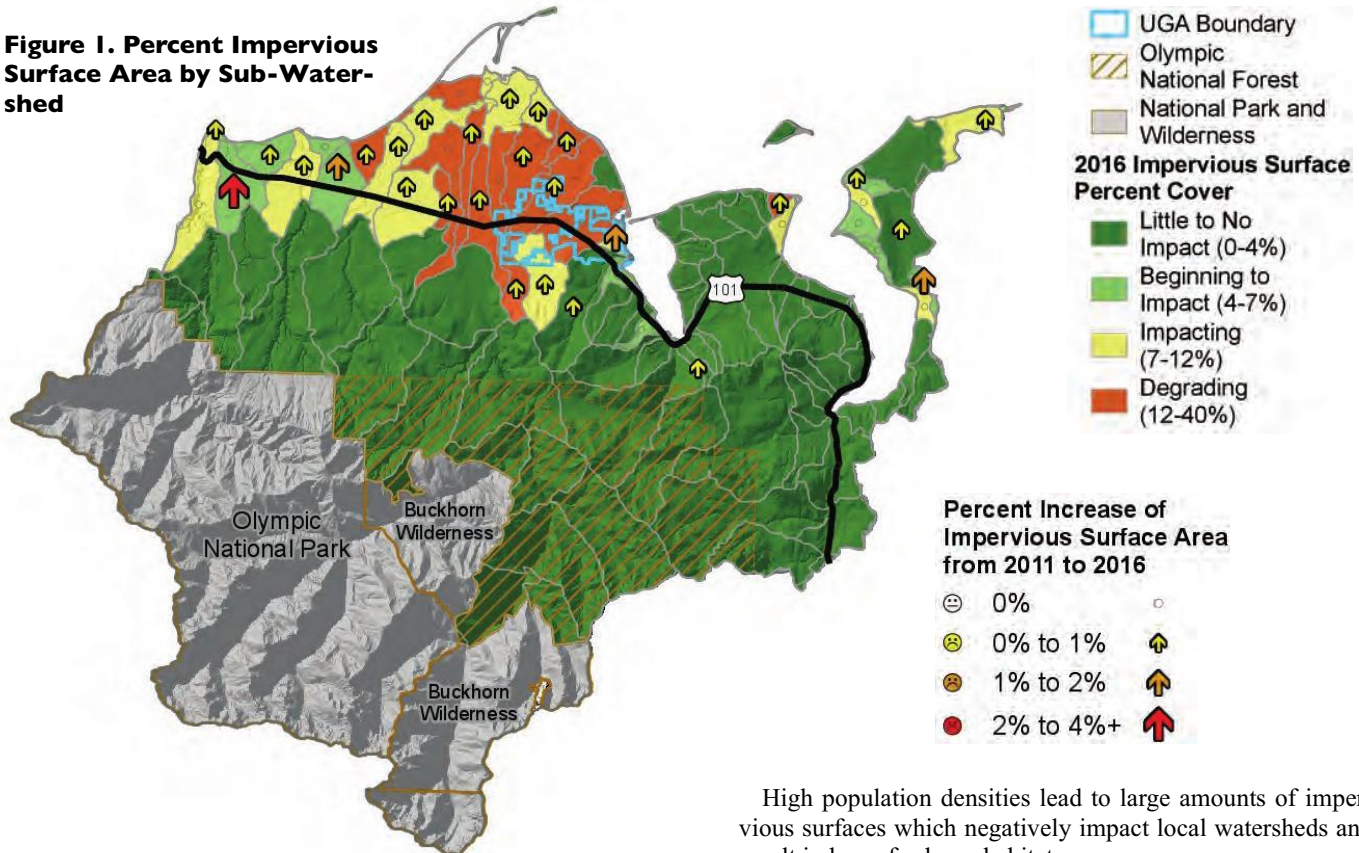 Figure 1. Percent Impervious
Surface Area by Sub-Water-
shed
UGA Boundary
Olympic
National Forest
National Park and
Wilderness
2016 Impervious Surface
Percent Cover
Little to No
Impact (0-4%)
Beginning to
Impact (4-7%)
Impacting
(7-12%)
Degrading
(12-40%)
101
Olympic
National Park
Buckhorn
Wilderness
Buckhorn
Wilderness
Percent Increase of
Impervious Surface Area
from 2011 to 2016
0%
0% to 1%
1% to 2%
2% to 4%+
High population densities lead to large amounts of imper
vious surfaces which negatively impact local watersheds an